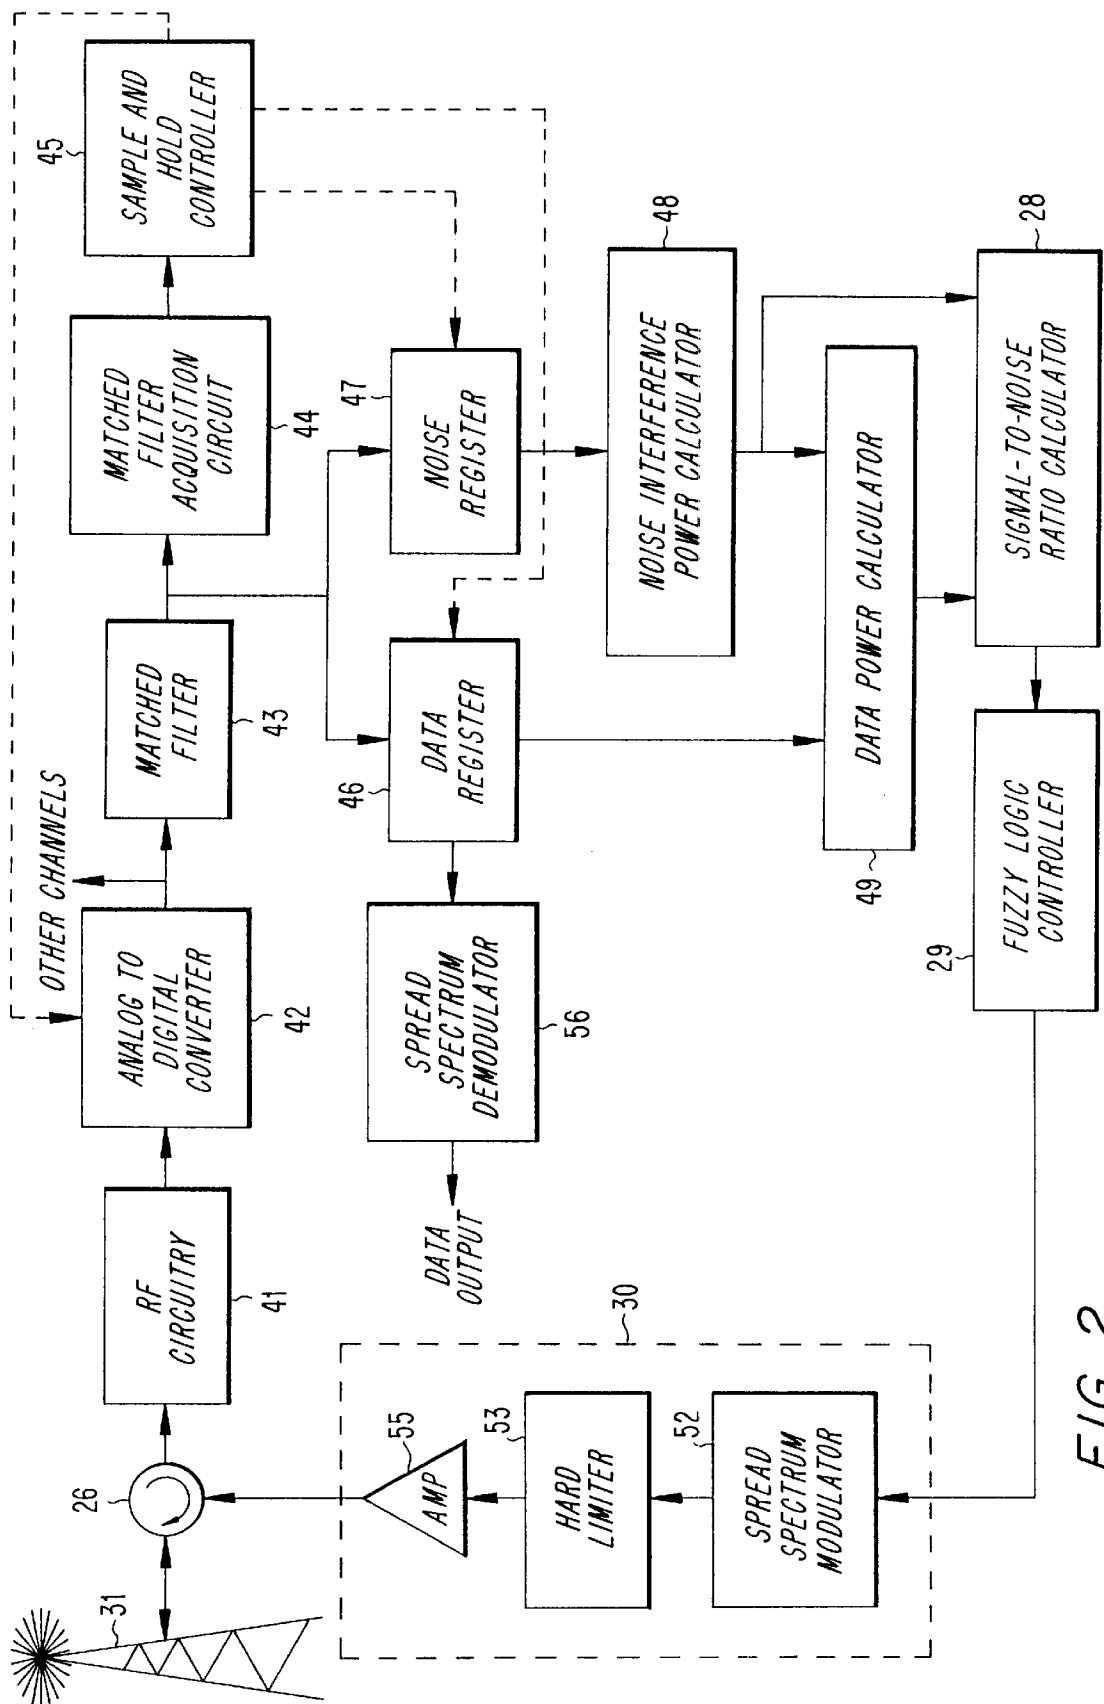 31
26
RF
CIRCUITRY
41
ANALOG TO
DIGITAL
CONVERTER
42
OTHER CHANNELS
MATCHED
FILTER
43
MATCHED
FILTER
ACQUISITION
CIRCUIT
44
SAMPLE AND
HOLD
CONTROLLER
45
DATA
OUTPUT
SPREAD
SPECTRUM
DEMODULATOR
56
DATA
REGISTER
46
NOISE
REGISTER
47
NOISE INTERFERENCE
POWER CALCULATOR
48
DATA POWER CALCULATOR
49
SIGNAL-TO-NOISE
RATIO CALCULATOR
28
FUZZY LOGIC
CONTROLLER
29
30
AMP
55
HARD
LIMITER
53
SPREAD
SPECTRUM
MODULATOR
52
FIG. 2